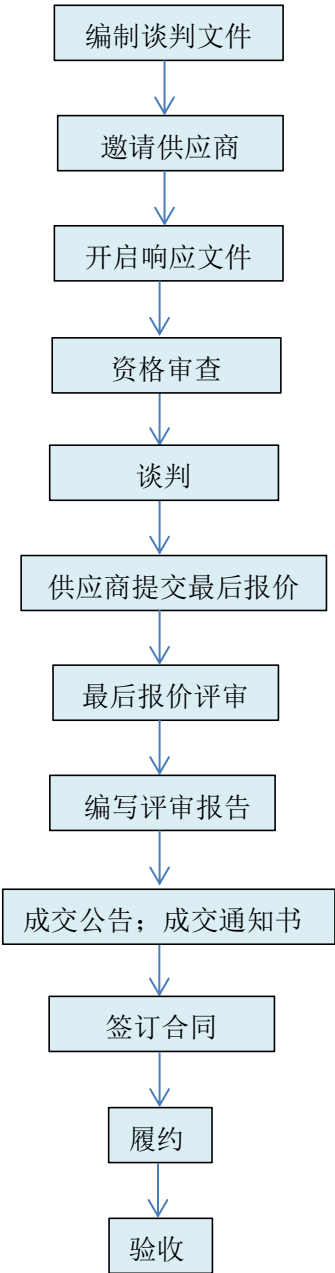 编制谈判文件
邀请供应商
开启响应文件
资格审查
谈判
供应商提交最后报价
最后报价评审
编写评审报告
成交公告；成交通知书
签订合同
履约
验收